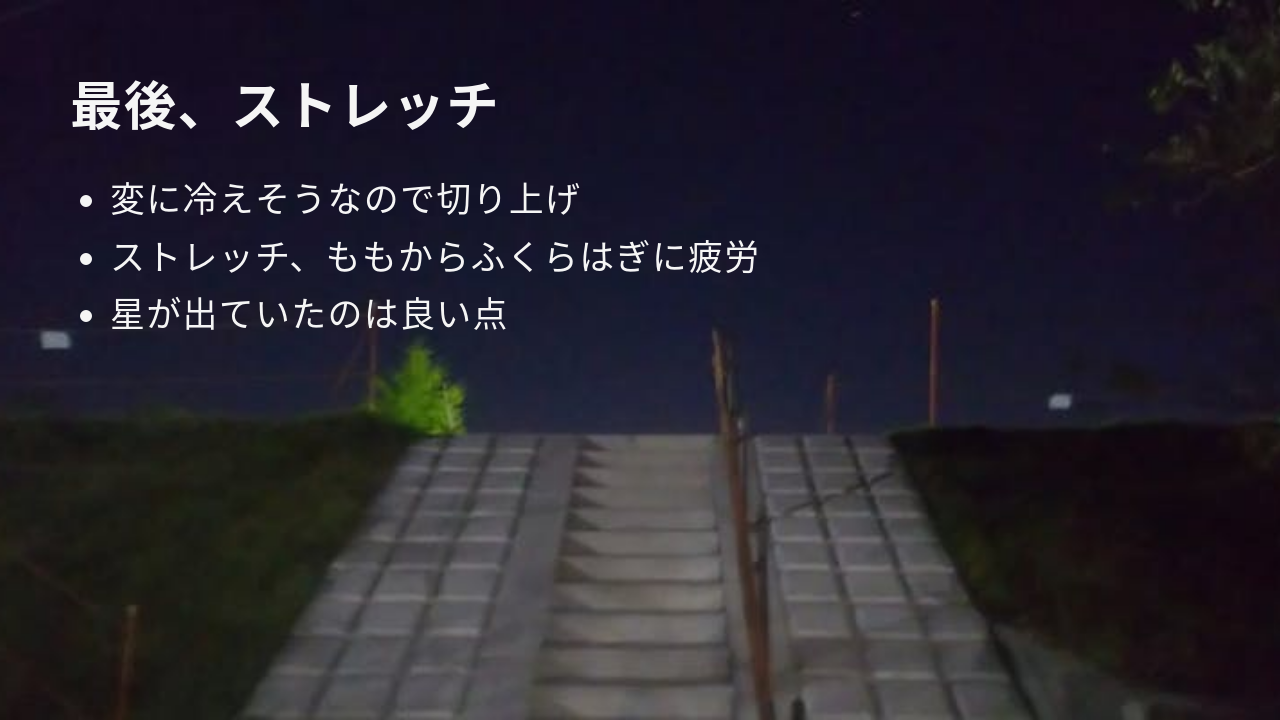 最後、ストレッチ
• 変に冷えそうなので切り上げ
• ストレッチ、ももからふくらはぎに疲労
• 星が出ていたのは良い点